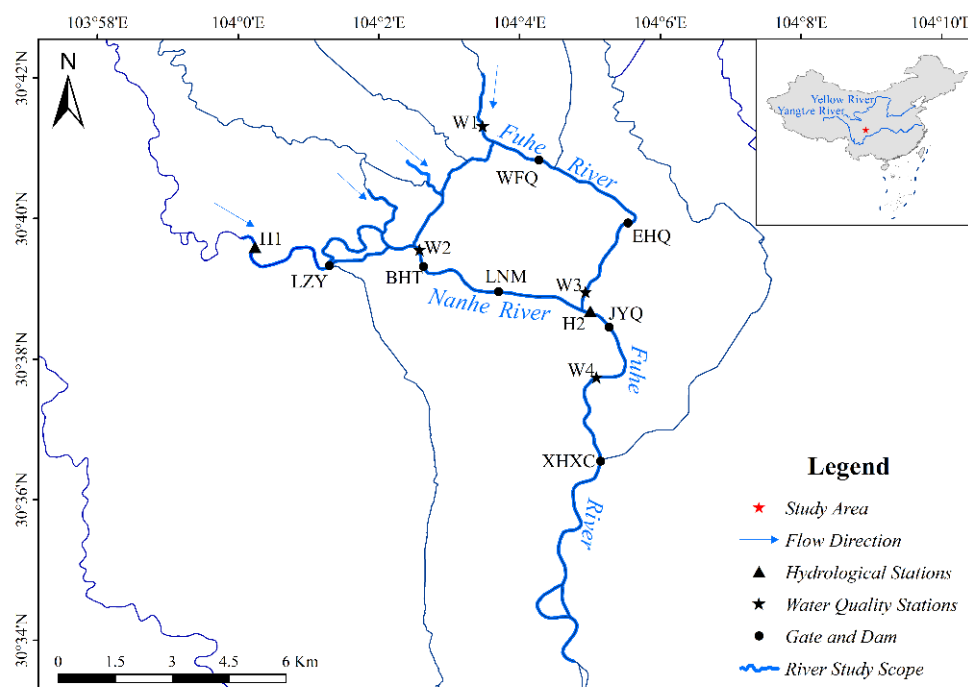 103°58'E 104°0'E 104°2'E 104°4'E 104°6'E 104°8'E 104°10'E
30°42'N
30°40'N
30°38'N
30°36'N
30°34'N
N
Yellow River
Yangtze River
W1
Fuhe River
WFQ
EHQ
H1
LZY
W2
BHT
LNM
W3
Nanhe River
H2
JYQ
Fuhe
W4
XHXC
River
Legend
Study Area
Flow Direction
Hydrological Stations
Water Quality Stations
Gate and Dam
River Study Scope
0 1.5 3 4.5 6 Km